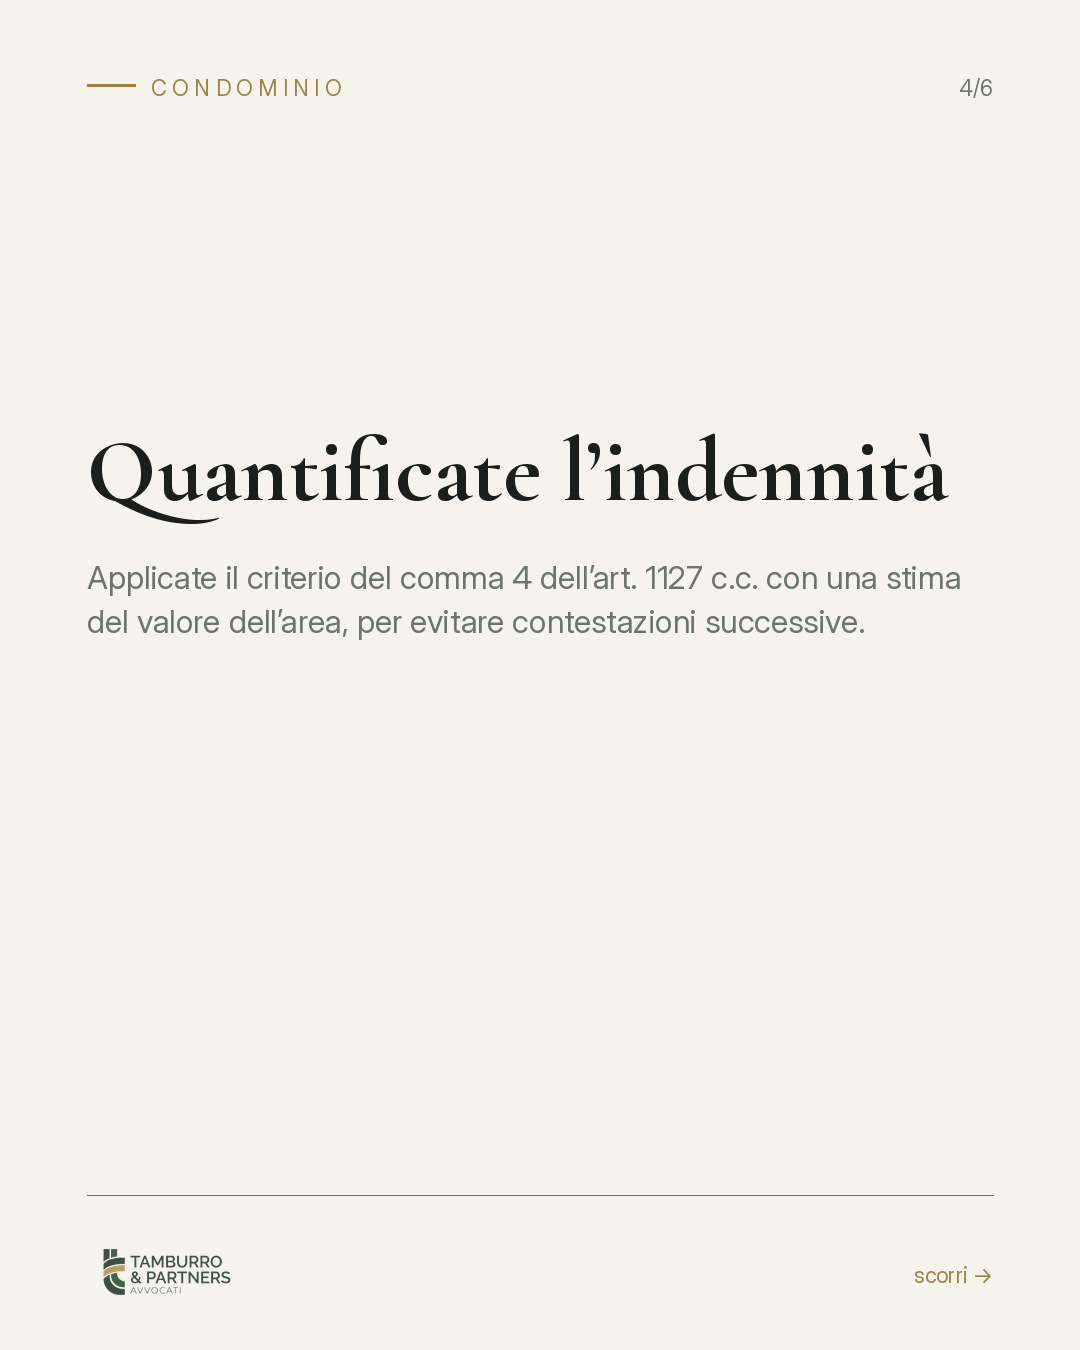 CONDOMINIO
4/6
Quantificate l’indennità
Applicate il criterio del comma 4 dell’art. 1127 c.c. con una stima
del valore dell’area, per evitare contestazioni successive.
TAMBURRO
& PARTNERS
AVVOCATI
scorri →